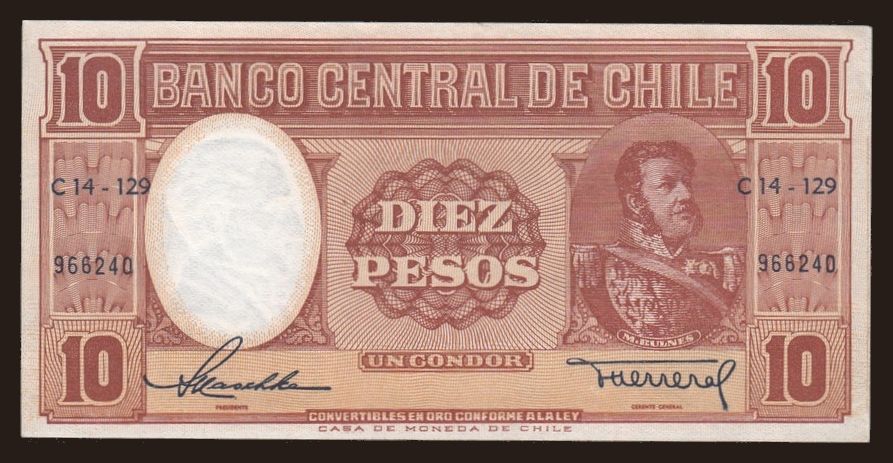 10 BANCO CENTRAL DE CHILE 10
C 14 - 129 C 14 - 129
DIEZ
PESOS
966240 966240
M. BULNES
10 UN CONDOR 10
PRESIDENTE GERENTE GENERAL
CONVERTIBLES EN ORO CONFORME A LA LEY
CASA DE MONEDA DE CHILE